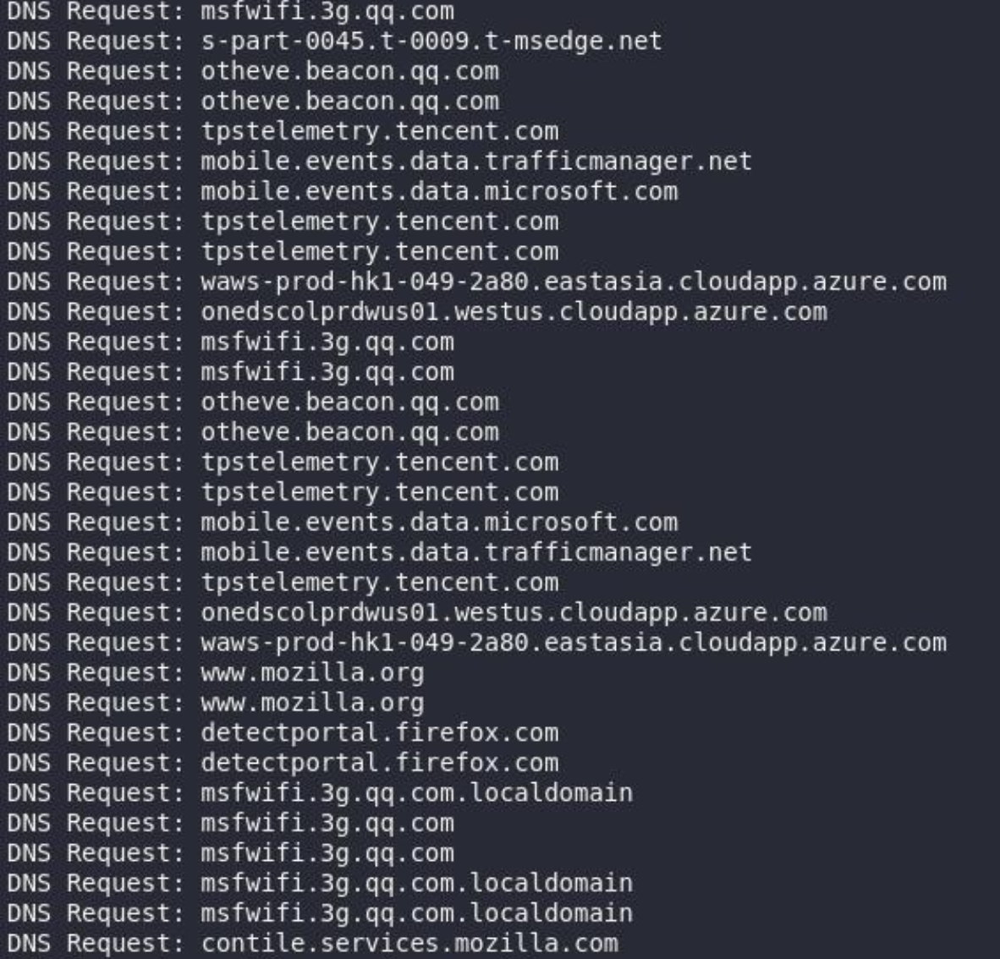 DNS Request: msfwifi.3g.qq.com
DNS Request: s-part-0045.t-0009.t-msedge.net
DNS Request: otheve.beacon.qq.com
DNS Request: otheve.beacon.qq.com
DNS Request: tpstelemetry.tencent.com
DNS Request: mobile.events.data.trafficmanager.net
DNS Request: mobile.events.data.microsoft.com
DNS Request: tpstelemetry.tencent.com
DNS Request: tpstelemetry.tencent.com
DNS Request: waws-prod-hk1-049-2a80.eastasia.cloudapp.azure.com
DNS Request: onedscolprdwus01.westus.cloudapp.azure.com
DNS Request: msfwifi.3g.qq.com
DNS Request: msfwifi.3g.qq.com
DNS Request: otheve.beacon.qq.com
DNS Request: otheve.beacon.qq.com
DNS Request: tpstelemetry.tencent.com
DNS Request: tpstelemetry.tencent.com
DNS Request: mobile.events.data.microsoft.com
DNS Request: mobile.events.data.trafficmanager.net
DNS Request: tpstelemetry.tencent.com
DNS Request: onedscolprdwus01.westus.cloudapp.azure.com
DNS Request: waws-prod-hk1-049-2a80.eastasia.cloudapp.azure.com
DNS Request: www.mozilla.org
DNS Request: www.mozilla.org
DNS Request: detectportal.firefox.com
DNS Request: detectportal.firefox.com
DNS Request: msfwifi.3g.qq.com.localdomain
DNS Request: msfwifi.3g.qq.com
DNS Request: msfwifi.3g.qq.com
DNS Request: msfwifi.3g.qq.com.localdomain
DNS Request: msfwifi.3g.qq.com.localdomain
DNS Request: contile.services.mozilla.com